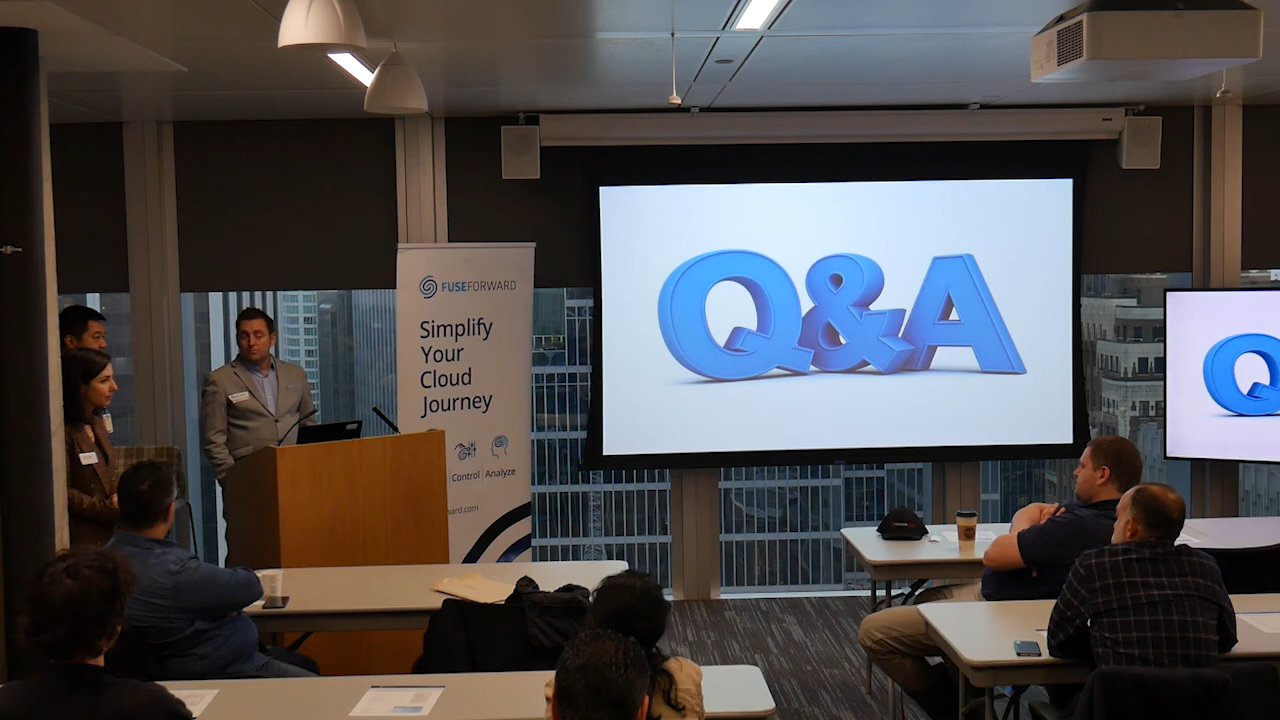 FUSEFORWARD
Simplify
Your
Cloud
Journey
Control | Analyze
ward.com
Q&A
Q